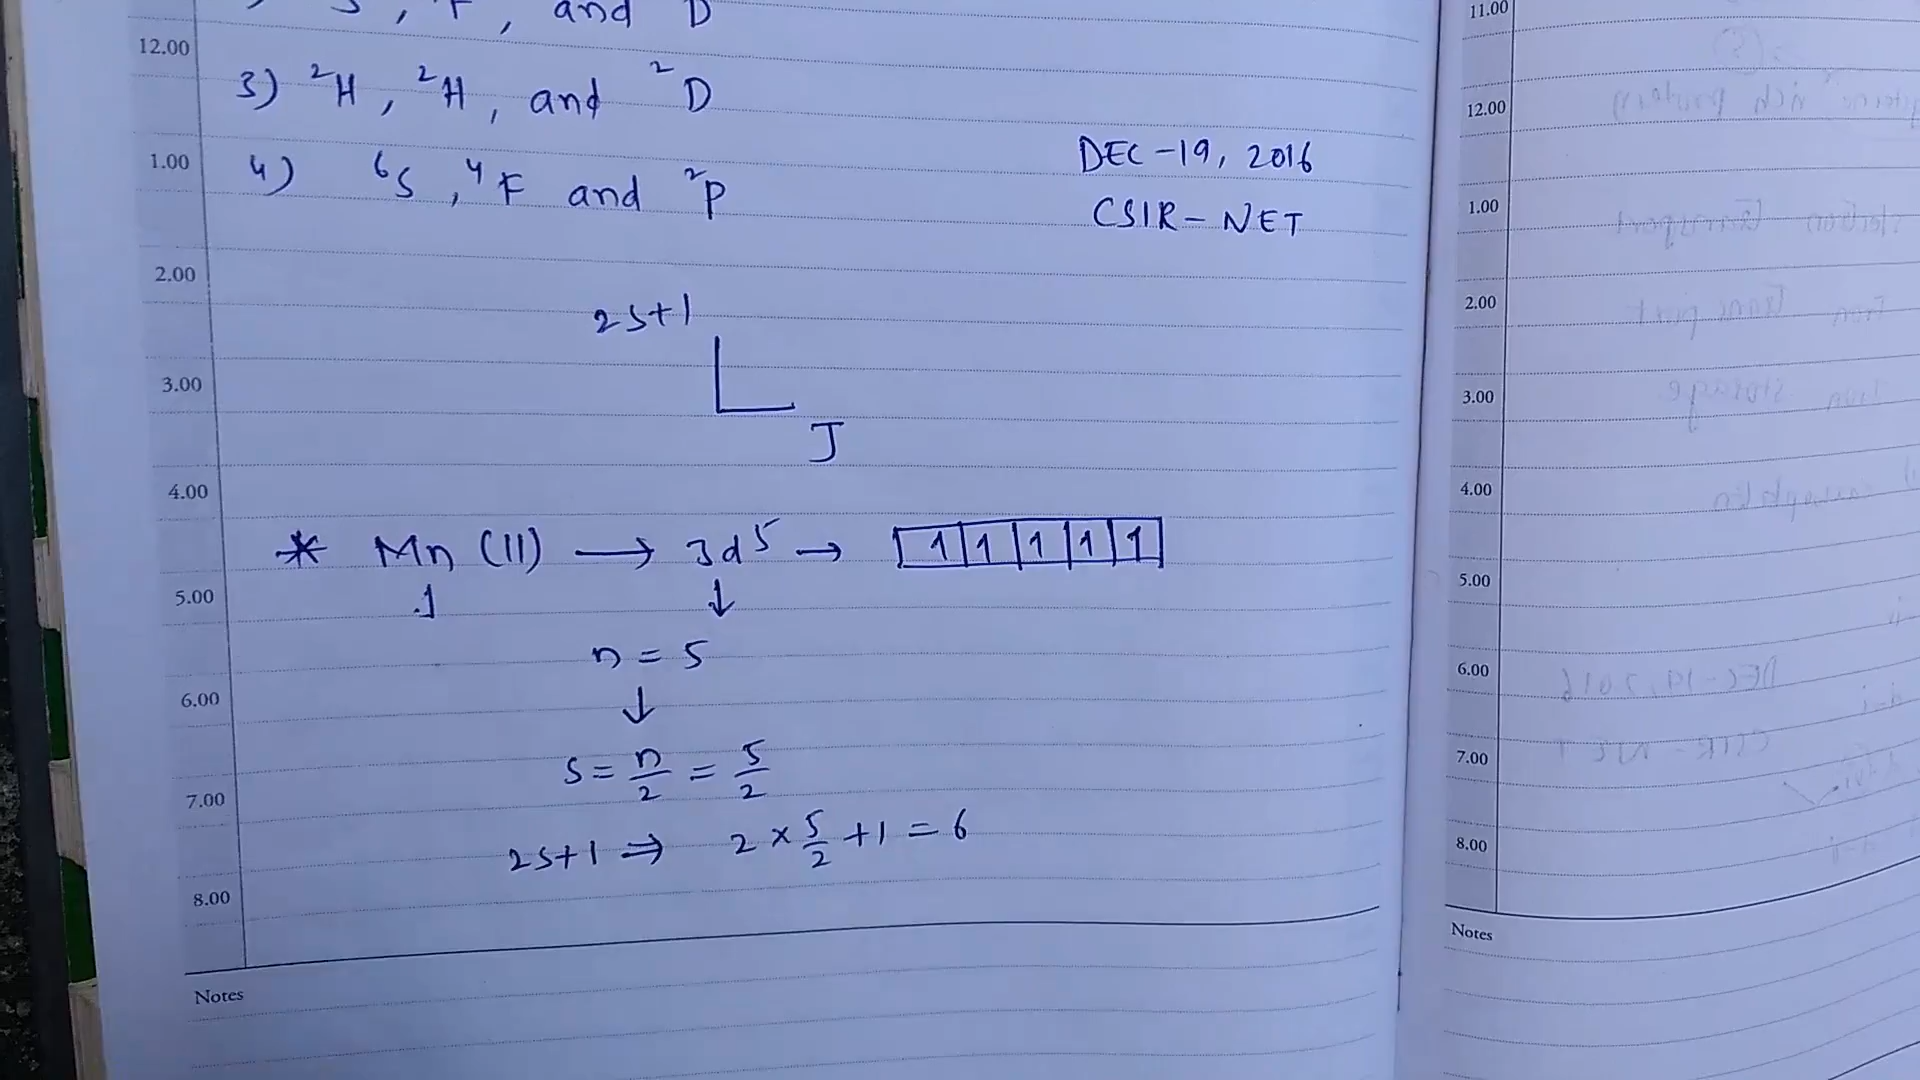 S, F, and D
3) ²H, ²H, and ²D
4) ⁶S, ⁴F and ²P
DEC-19, 2016
CSIR-NET
2S+1
L
J
* Mn (II) → 3d⁵ → [1|1|1|1|1]
↓
n = 5
↓
S = n/2 = 5/2
2S+1 ⇒ 2 × 5/2 + 1 = 6
12.00
1.00
2.00
3.00
4.00
5.00
6.00
7.00
8.00
Notes
11.00
12.00
1.00
2.00
3.00
4.00
5.00
6.00
7.00
8.00
Notes